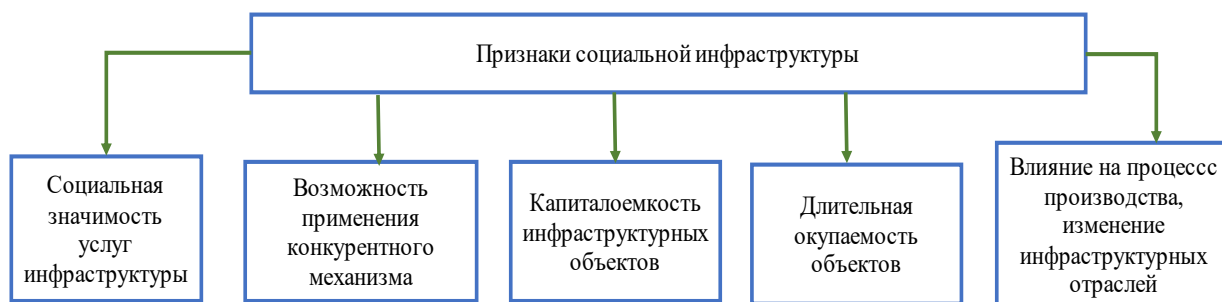 Признаки социальной инфраструктуры
Социальная
значимость
услуг
инфраструктуры
Возможность
применения
конкурентного
механизма
Капиталоемкость
инфраструктурных
объектов
Длительная
окупаемость
объектов
Влияние на процессс
производства,
изменение
инфраструктурных
отраслей